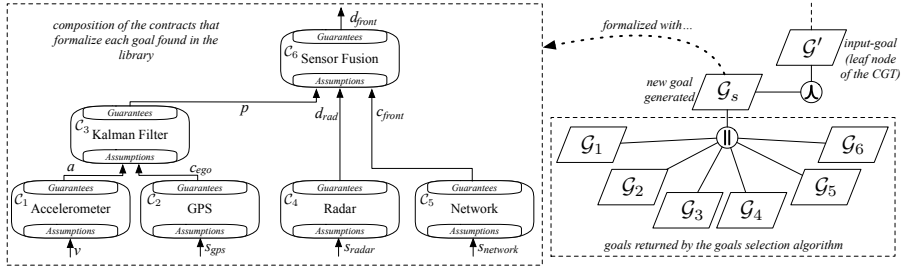 composition of the contracts that
formalize each goal found in the
library
d_front
Guarantees
C_6 Sensor Fusion
Assumptions
p
d_rad
c_front
Guarantees
C_3 Kalman Filter
Assumptions
a
c_ego
Guarantees
C_1 Accelerometer
Assumptions
v
Guarantees
C_2 GPS
Assumptions
s_gps
Guarantees
C_4 Radar
Assumptions
s_radar
Guarantees
C_5 Network
Assumptions
s_network
formalized with...
G'
input-goal
(leaf node
of the CGT)
new goal
generated
G_s
||
G_1
G_2
G_3
G_4
G_5
G_6
goals returned by the goals selection algorithm